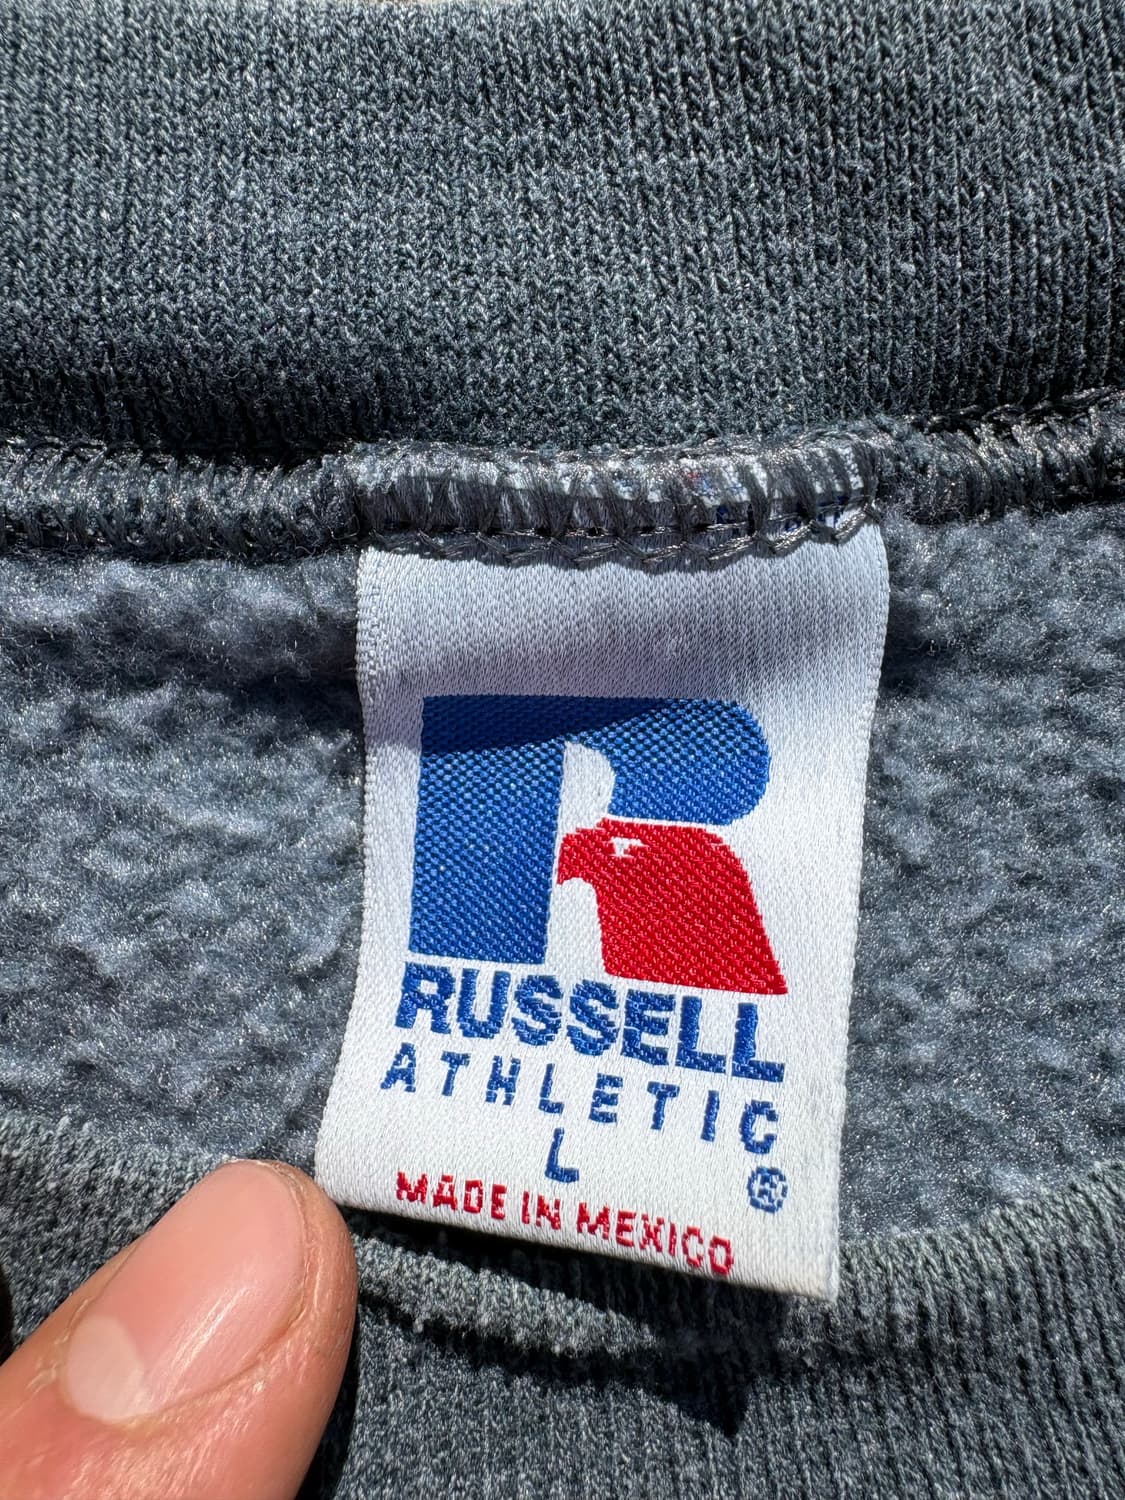 R
RUSSELL
ATHLETIC
L ®
MADE IN MEXICO